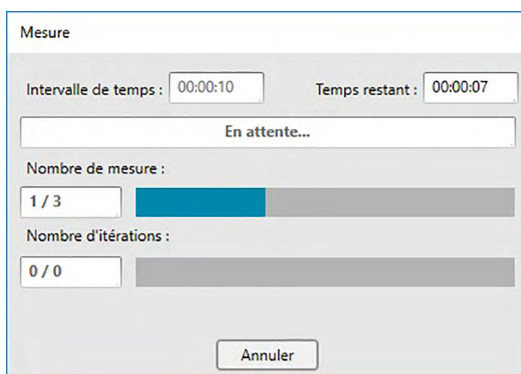 Mesure
Intervalle de temps : 00:00:10 Temps restant : 00:00:07
En attente...
Nombre de mesure :
1 / 3
Nombre d'itérations :
0 / 0
Annuler